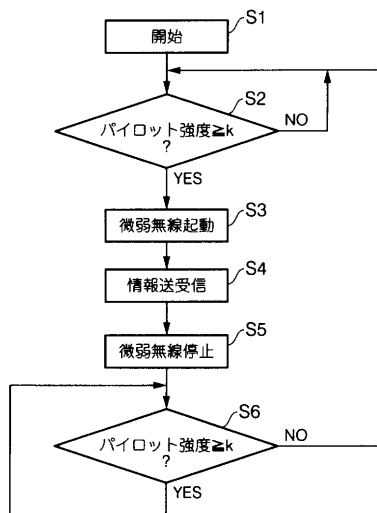 開始
S1
S2
パイロット強度≧k
?
NO
YES
微弱無線起動
S3
情報送受信
S4
微弱無線停止
S5
S6
パイロット強度≧k
?
NO
YES